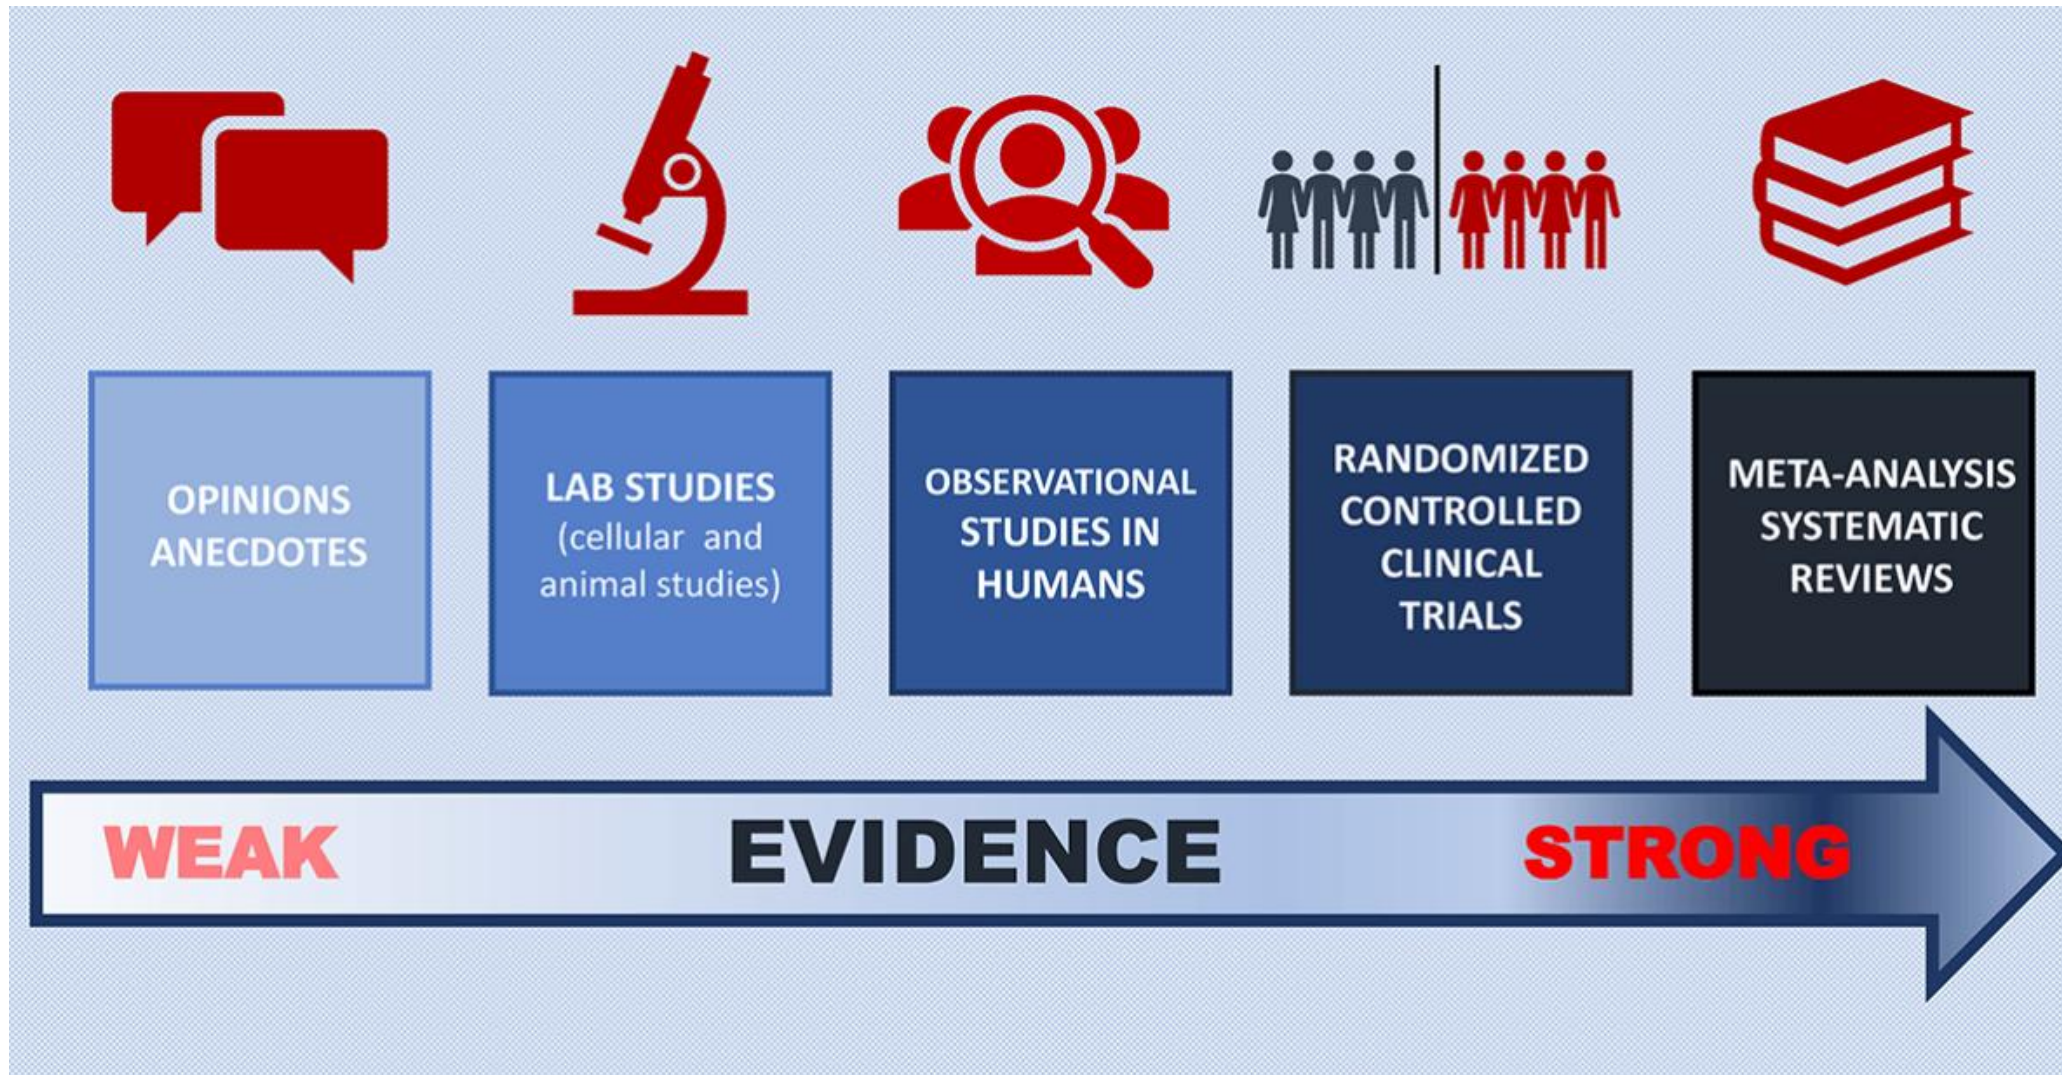 OPINIONS
ANECDOTES
LAB STUDIES
(cellular and
animal studies)
OBSERVATIONAL
STUDIES IN
HUMANS
RANDOMIZED
CONTROLLED
CLINICAL
TRIALS
META-ANALYSIS
SYSTEMATIC
REVIEWS
WEAK
EVIDENCE
STRONG